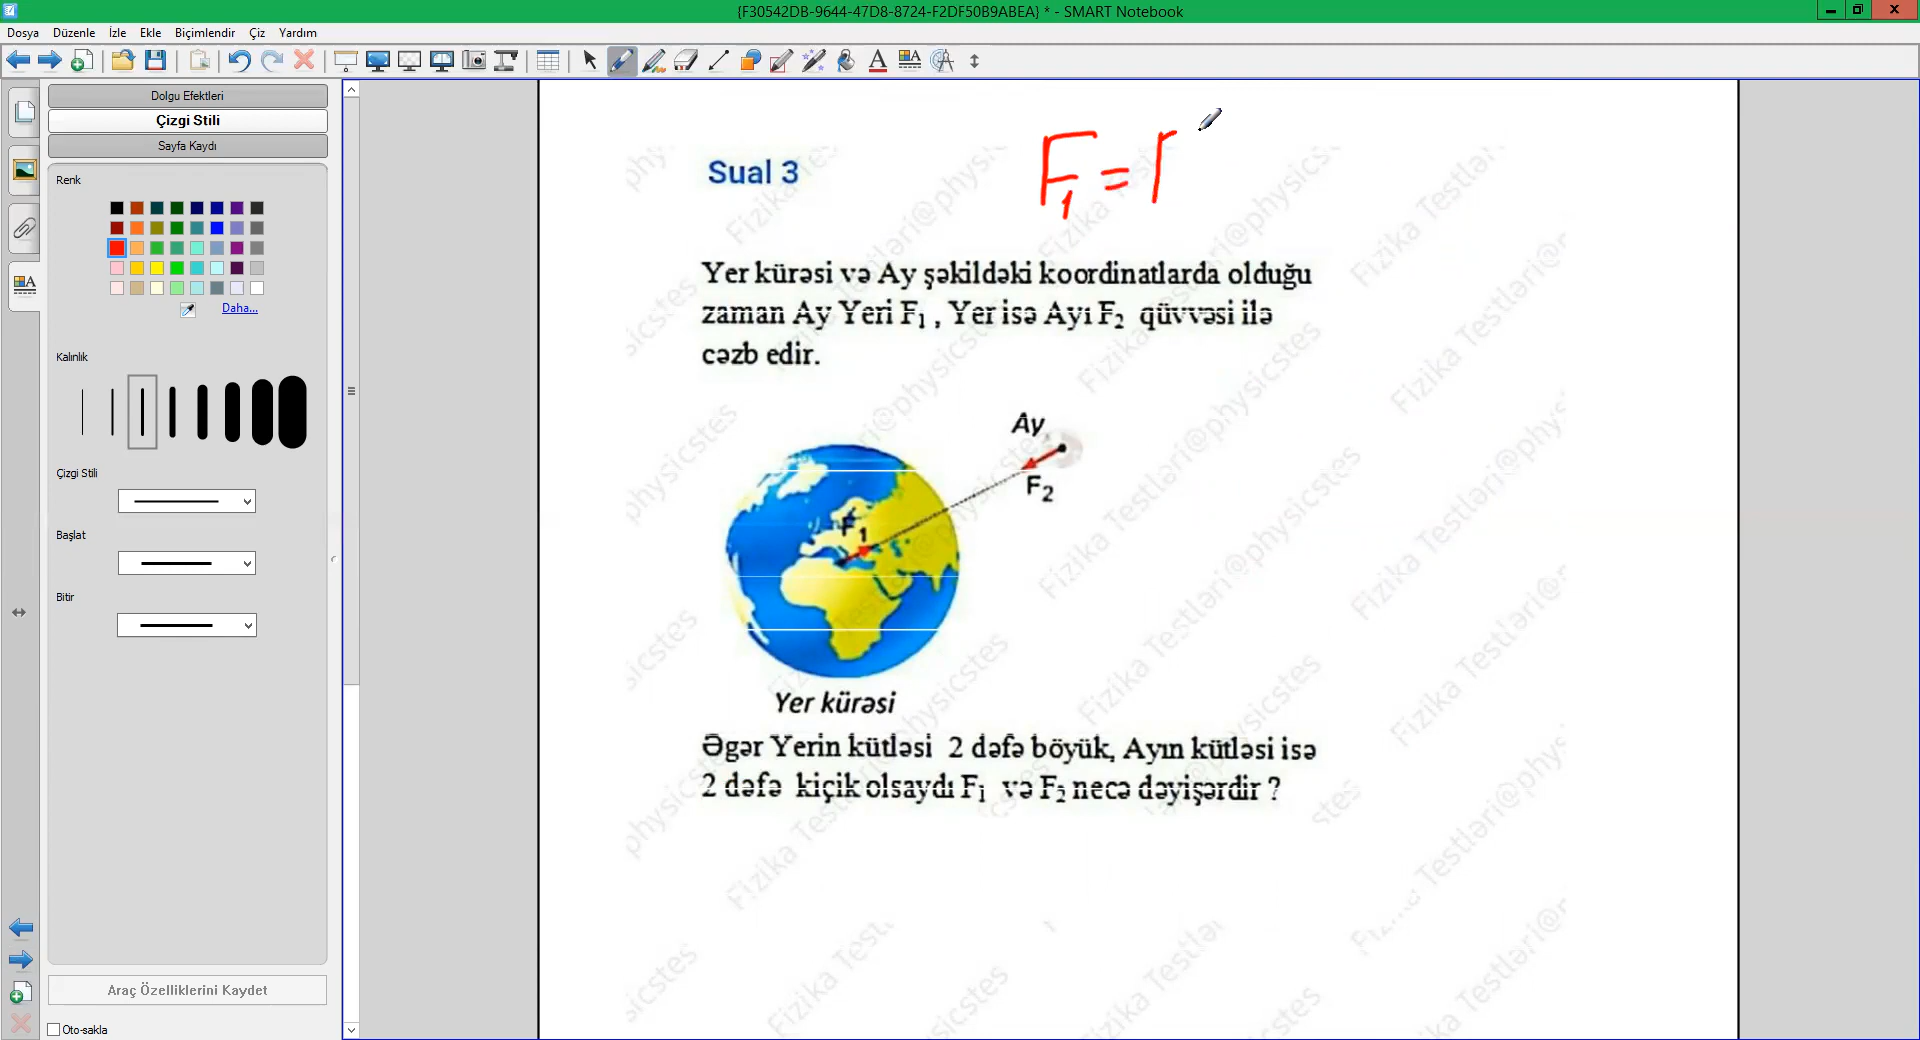 {F30542DB-9644-47D8-8724-F2DF50B9ABEA} * - SMART Notebook
Dosya Düzenle İzle Ekle Biçimlendir Çiz Yardım
Dolgu Efektleri
Çizgi Stili
Sayfa Kaydı
Renk
Daha...
Kalınlık
Çizgi Stili
Başlat
Bitir
Araç Özelliklerini Kaydet
Oto-sakla
F1 =
Sual 3
Yer kürəsi və Ay şəkildəki koordinatlarda olduğu
zaman Ay Yeri F1 , Yer isə Ayı F2 qüvvəsi ilə
cəzb edir.
Ay
F2
F1
Yer kürəsi
Əgər Yerin kütləsi 2 dəfə böyük, Ayın kütləsi isə
2 dəfə kiçik olsaydı F1 və F2 necə dəyişərdir ?
Fizika Testləri@physicstes